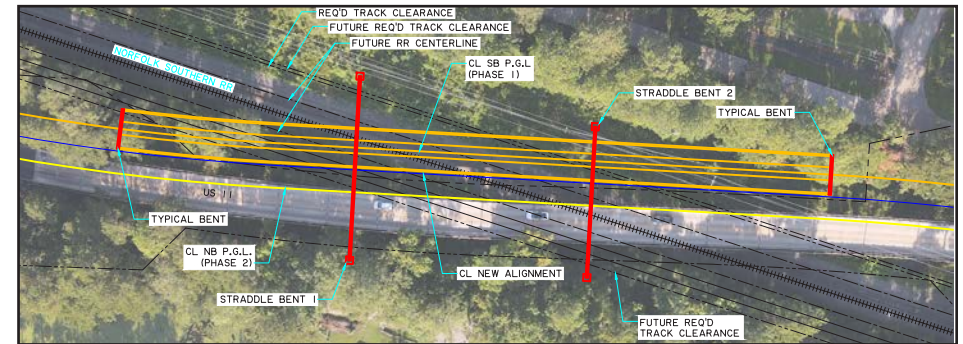 REQ'D TRACK CLEARANCE
FUTURE REQ'D TRACK CLEARANCE
FUTURE RR CENTERLINE
NORFOLK SOUTHERN RR
CL SB P.G.L
(PHASE 1)
STRADDLE BENT 2
TYPICAL BENT
US 11
TYPICAL BENT
CL NB P.G.L.
(PHASE 2)
CL NEW ALIGNMENT
STRADDLE BENT 1
FUTURE REQ'D
TRACK CLEARANCE